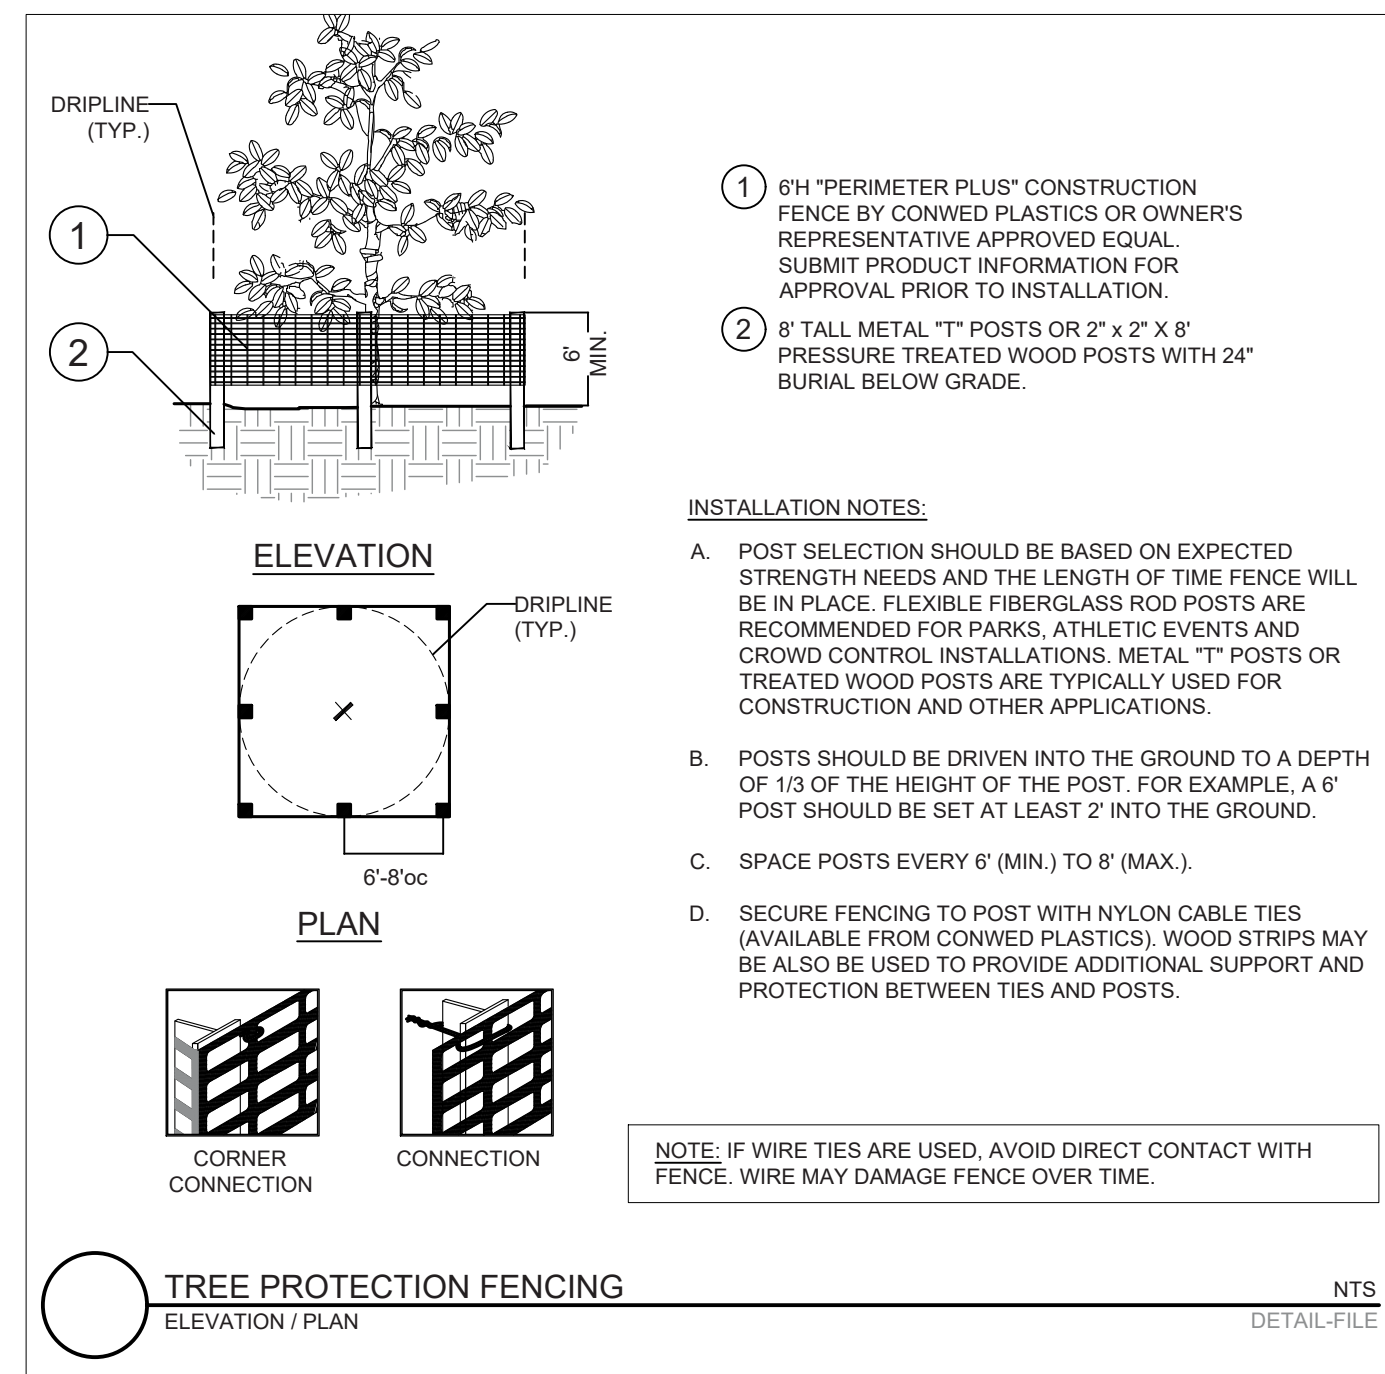 DRIPLINE
(TYP.)
1
2
6'
MIN.
ELEVATION
DRIPLINE
(TYP.)
6'-8'oc
PLAN
CORNER
CONNECTION
CONNECTION
1 6'H "PERIMETER PLUS" CONSTRUCTION
FENCE BY CONWED PLASTICS OR OWNER'S
REPRESENTATIVE APPROVED EQUAL.
SUBMIT PRODUCT INFORMATION FOR
APPROVAL PRIOR TO INSTALLATION.
2 8' TALL METAL "T" POSTS OR 2" x 2" X 8'
PRESSURE TREATED WOOD POSTS WITH 24"
BURIAL BELOW GRADE.
INSTALLATION NOTES:
A. POST SELECTION SHOULD BE BASED ON EXPECTED
STRENGTH NEEDS AND THE LENGTH OF TIME FENCE WILL
BE IN PLACE. FLEXIBLE FIBERGLASS ROD POSTS ARE
RECOMMENDED FOR PARKS, ATHLETIC EVENTS AND
CROWD CONTROL INSTALLATIONS. METAL "T" POSTS OR
TREATED WOOD POSTS ARE TYPICALLY USED FOR
CONSTRUCTION AND OTHER APPLICATIONS.
B. POSTS SHOULD BE DRIVEN INTO THE GROUND TO A DEPTH
OF 1/3 OF THE HEIGHT OF THE POST. FOR EXAMPLE, A 6'
POST SHOULD BE SET AT LEAST 2' INTO THE GROUND.
C. SPACE POSTS EVERY 6' (MIN.) TO 8' (MAX.).
D. SECURE FENCING TO POST WITH NYLON CABLE TIES
(AVAILABLE FROM CONWED PLASTICS). WOOD STRIPS MAY
BE ALSO BE USED TO PROVIDE ADDITIONAL SUPPORT AND
PROTECTION BETWEEN TIES AND POSTS.
NOTE: IF WIRE TIES ARE USED, AVOID DIRECT CONTACT WITH
FENCE. WIRE MAY DAMAGE FENCE OVER TIME.
TREE PROTECTION FENCING NTS
ELEVATION / PLAN DETAIL-FILE